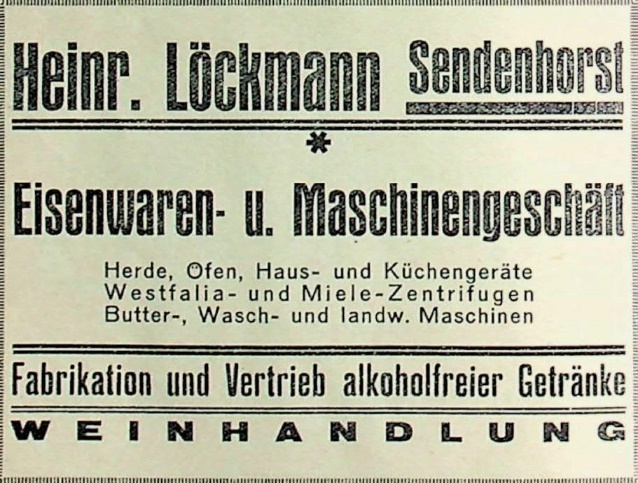 Heinr. Löckmann Sendenhorst
*
Eisenwaren- u. Maschinengeschäft
Herde, Öfen, Haus- und Küchengeräte
Westfalia- und Miele-Zentrifugen
Butter-, Wasch- und landw. Maschinen
Fabrikation und Vertrieb alkoholfreier Getränke
WEINHANDLUNG